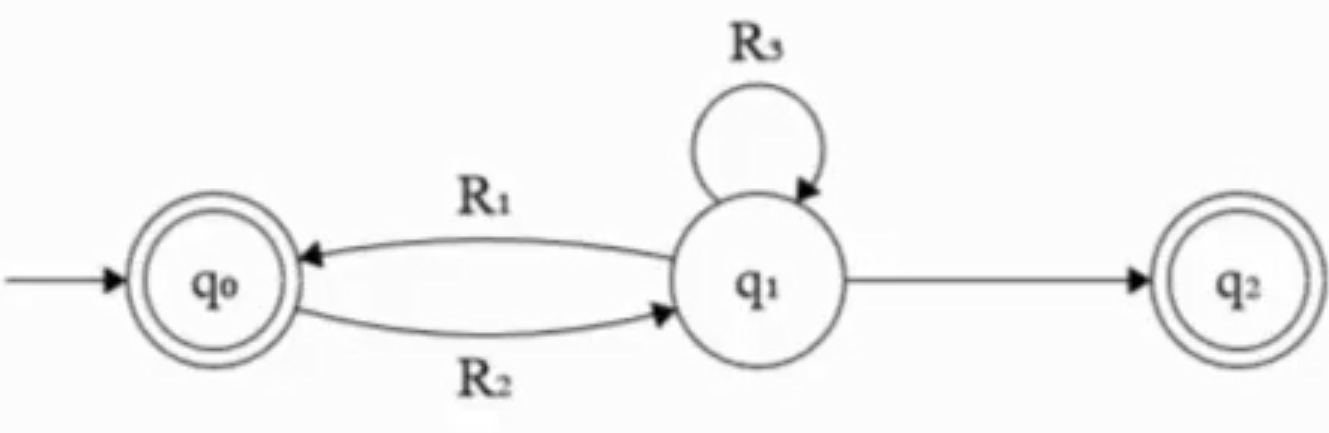 R₃
R₁
q₀ q₁ q₂
R₂